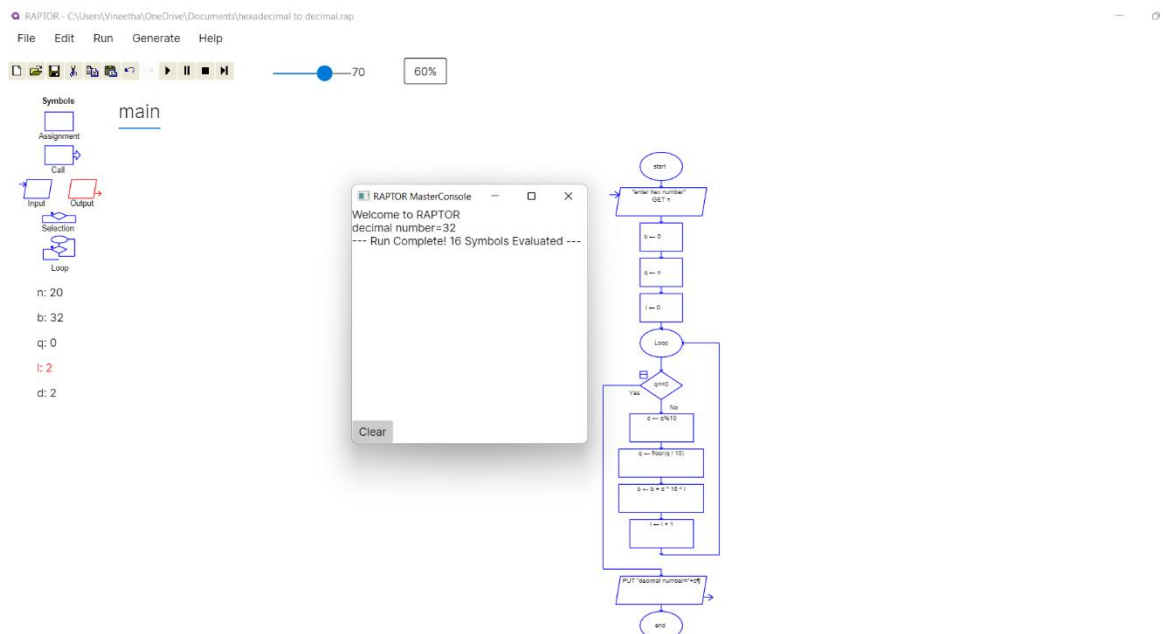 RAPTOR - C:\Users\Vineetha\OneDrive\Documents\hexadecimal to decimal.rap
File Edit Run Generate Help
70
60%
Symbols
Assignment
Call
Input Output
Selection
Loop
n: 20
b: 32
q: 0
I: 2
d: 2
main
RAPTOR MasterConsole
Welcome to RAPTOR
decimal number=32
--- Run Complete! 16 Symbols Evaluated ---
Clear
start
"enter hex number"
GET n
b ← 0
q ← n
i ← 0
Loop
q==0
Yes
No
d ← q%10
q ← floor(q / 10)
b ← b + d * 16 ^ i
i ← i + 1
PUT "decimal number="+b¶
end